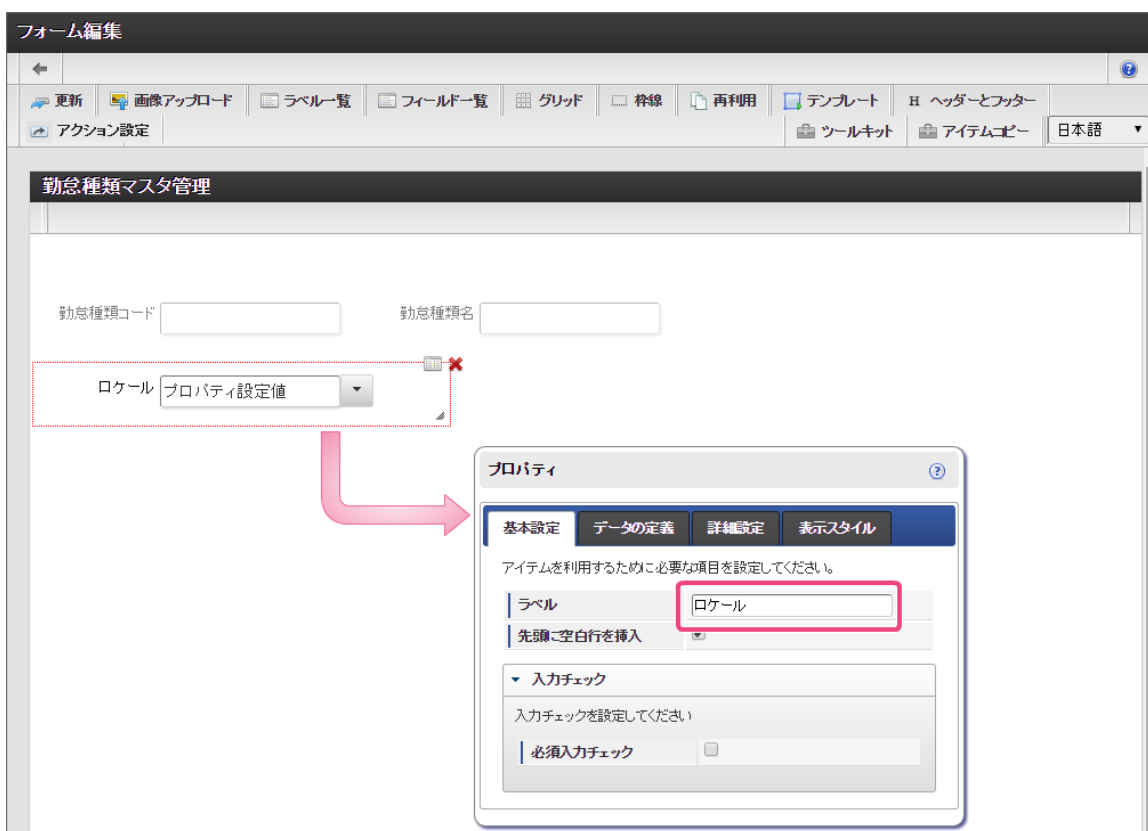 フォーム編集
更新 画像アップロード ラベル一覧 フィールド一覧 グリッド 枠線 再利用 テンプレート H ヘッダーとフッター
アクション設定 ツールキット アイテムコピー 日本語
勤怠種類マスタ管理
勤怠種類コード 勤怠種類名
ロケール プロパティ設定値
プロパティ
基本設定 データの定義 詳細設定 表示スタイル
アイテムを利用するために必要な項目を設定してください。
ラベル ロケール
先頭に空白行を挿入
入力チェック
入力チェックを設定してください
必須入力チェック